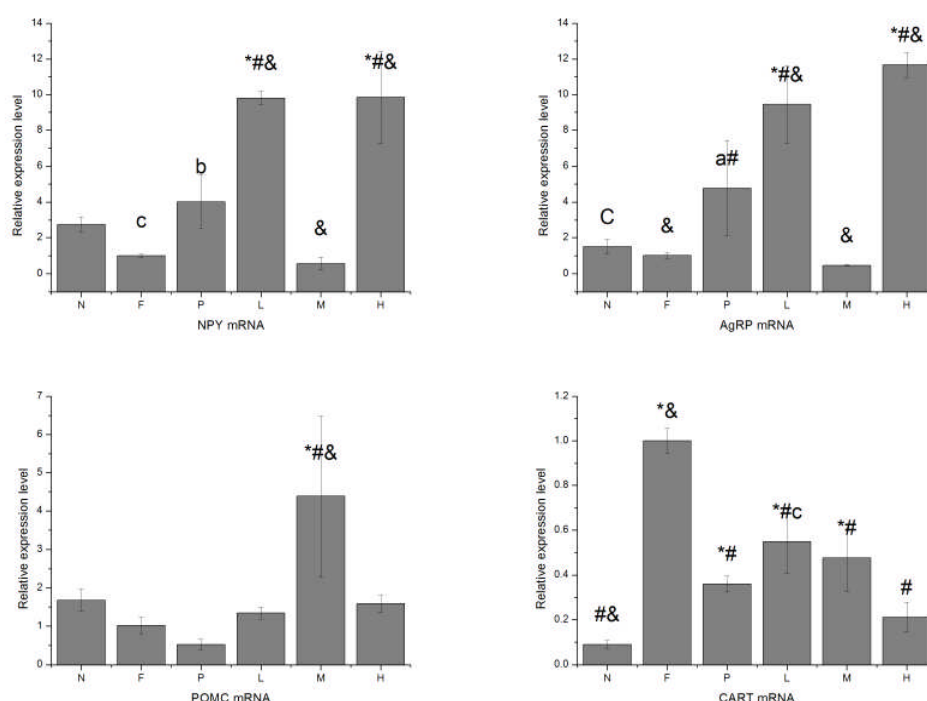 14
12
10
8
6
4
2
0
Relative expression level
c
b
*#&
&
*#&
N F P L M H
NPY mRNA
14
12
10
8
6
4
2
0
Relative expression level
C
&
a#
*#&
&
*#&
N F P L M H
AgRP mRNA
7
6
5
4
3
2
1
0
Relative expression level
*#&
N F P L M H
POMC mRNA
1.2
1.0
0.8
0.6
0.4
0.2
0.0
Relative expression level
#&
*&
*#
*#c
*#
#
N F P L M H
CART mRNA